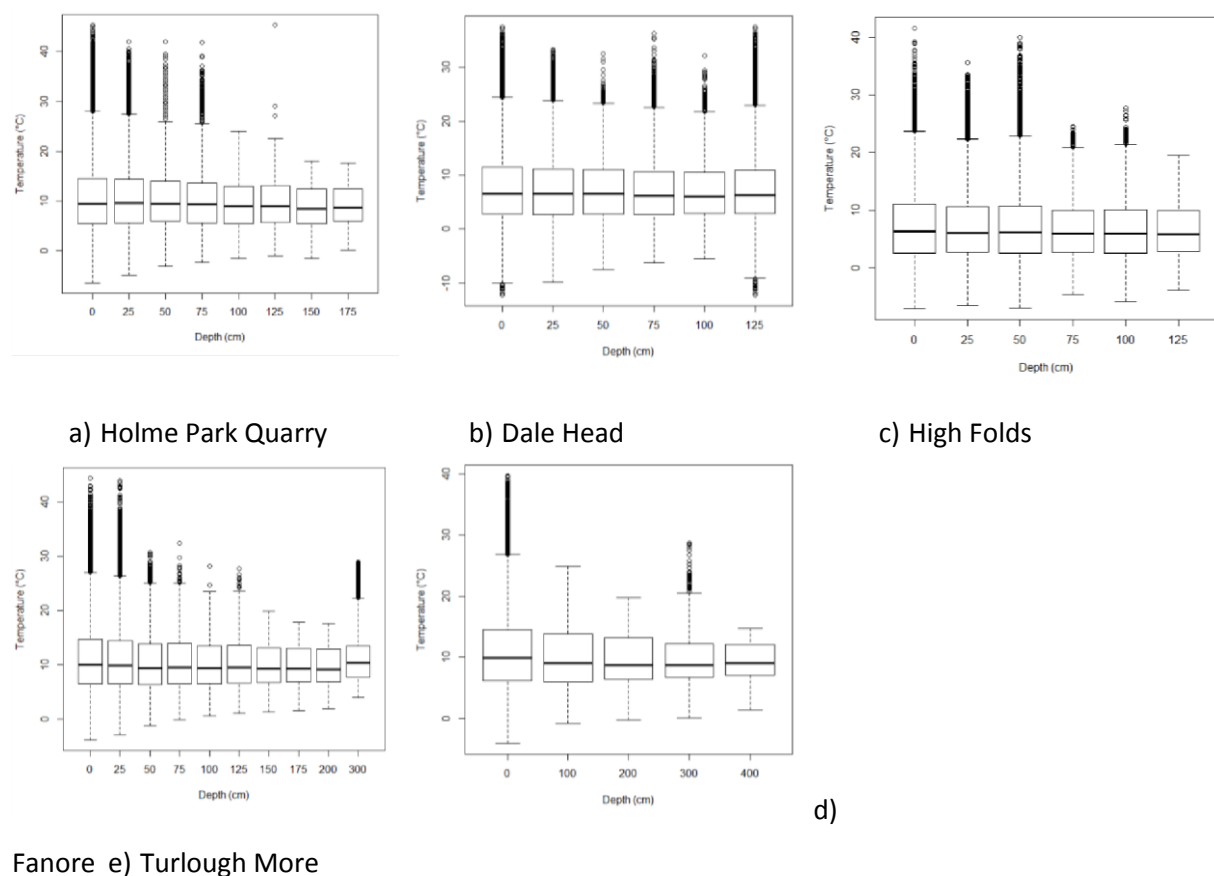 Temperature (°C)
40
30
20
10
0
0 25 50 75 100 125 150 175
Depth (cm)
Temperature (°C)
30
20
10
0
-10
0 25 50 75 100 125
Depth (cm)
Temperature (°C)
40
30
20
10
0
0 25 50 75 100 125
Depth (cm)
a) Holme Park Quarry b) Dale Head c) High Folds
Temperature (°C)
40
30
20
10
0
0 25 50 75 100 125 150 175 200 300
Depth (cm)
Temperature (°C)
40
30
20
10
0
0 100 200 300 400
Depth (cm)
d)
Fanore e) Turlough More